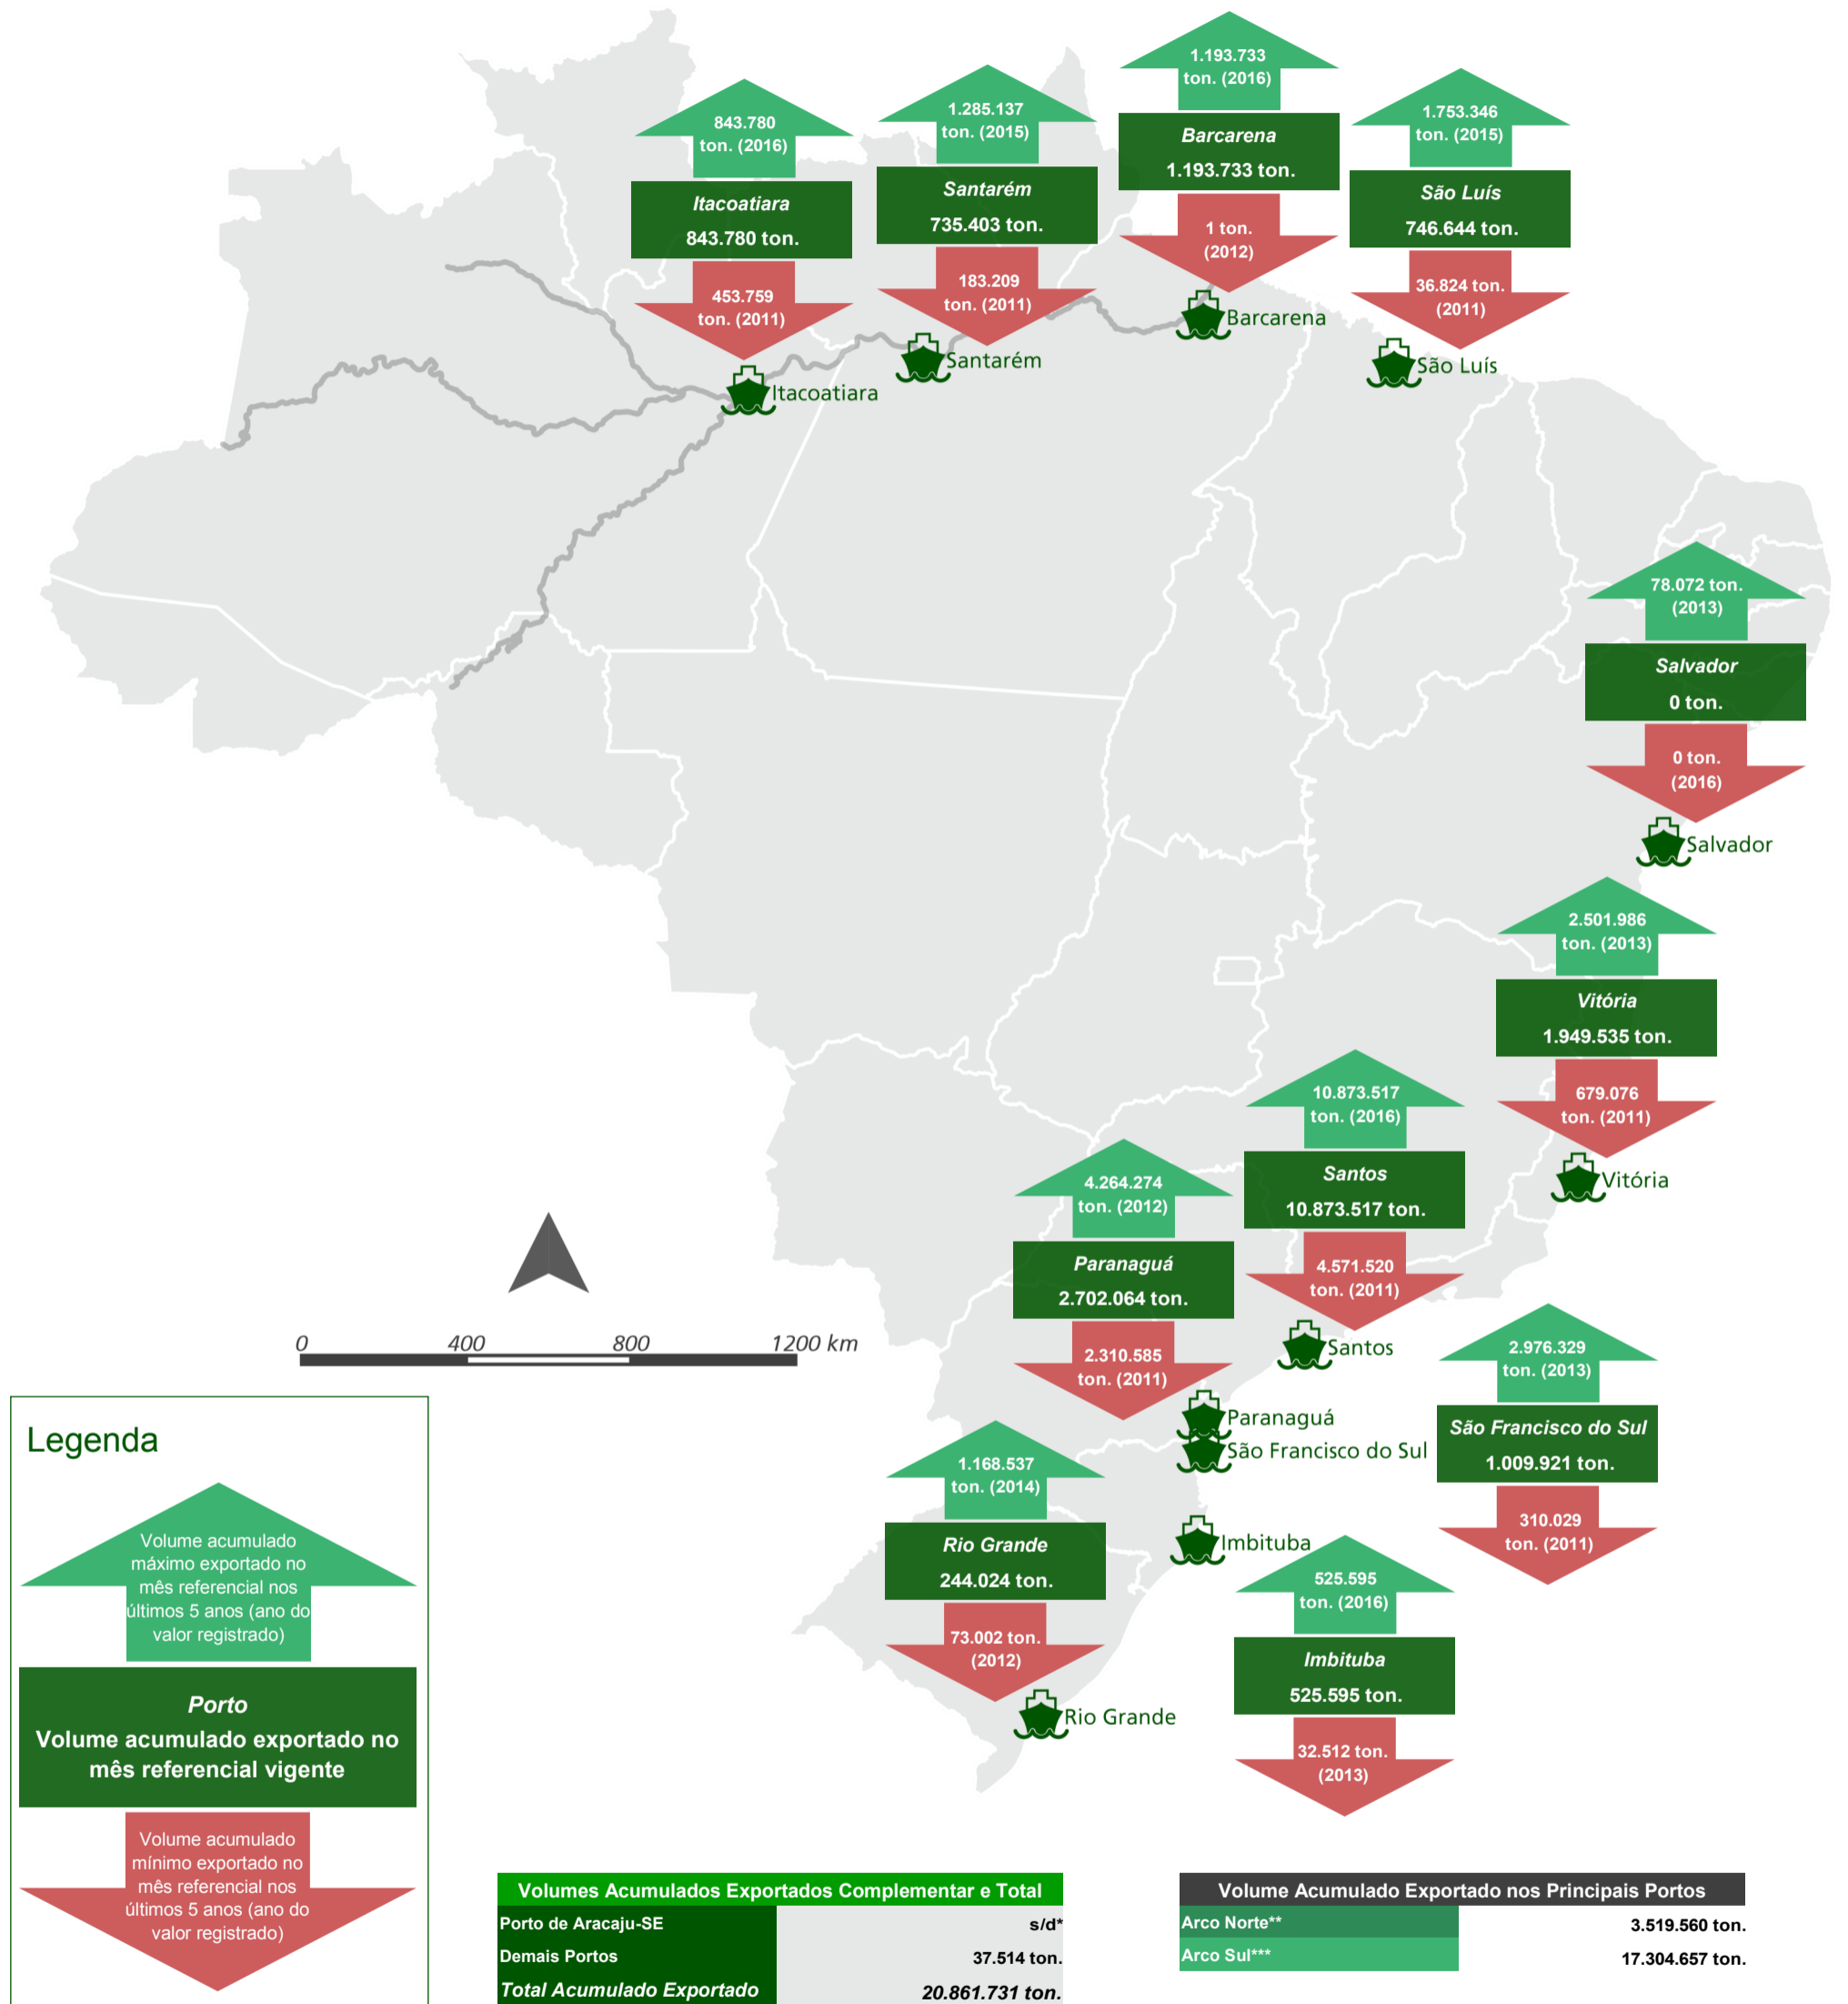 1.193.733
ton. (2016)
Barcarena
1.193.733 ton.
1 ton.
(2012)
843.780
ton. (2016)
Itacoatiara
843.780 ton.
453.759
ton. (2011)
1.285.137
ton. (2015)
Santarém
735.403 ton.
183.209
ton. (2011)
1.753.346
ton. (2015)
São Luís
746.644 ton.
36.824 ton.
(2011)
Barcarena
Santarém
São Luís
Itacoatiara
78.072 ton.
(2013)
Salvador
0 ton.
0 ton.
(2016)
Salvador
2.501.986
ton. (2013)
Vitória
1.949.535 ton.
679.076
ton. (2011)
Vitória
10.873.517
ton. (2016)
Santos
10.873.517 ton.
4.571.520
ton. (2011)
Santos
4.264.274
ton. (2012)
Paranaguá
2.702.064 ton.
2.310.585
ton. (2011)
Paranaguá
São Francisco do Sul
2.976.329
ton. (2013)
São Francisco do Sul
1.009.921 ton.
310.029
ton. (2011)
0 400 800 1200 km
1.168.537
ton. (2014)
Rio Grande
244.024 ton.
73.002 ton.
(2012)
Rio Grande
Imbituba
525.595
ton. (2016)
Imbituba
525.595 ton.
32.512 ton.
(2013)
Legenda
Volume acumulado
máximo exportado no
mês referencial nos
últimos 5 anos (ano do
valor registrado)
Porto
Volume acumulado exportado no
mês referencial vigente
Volume acumulado
mínimo exportado no
mês referencial nos
últimos 5 anos (ano do
valor registrado)
Volumes Acumulados Exportados Complementar e Total
Porto de Aracaju-SE s/d*
Demais Portos 37.514 ton.
Total Acumulado Exportado 20.861.731 ton.
Volume Acumulado Exportado nos Principais Portos
Arco Norte** 3.519.560 ton.
Arco Sul*** 17.304.657 ton.